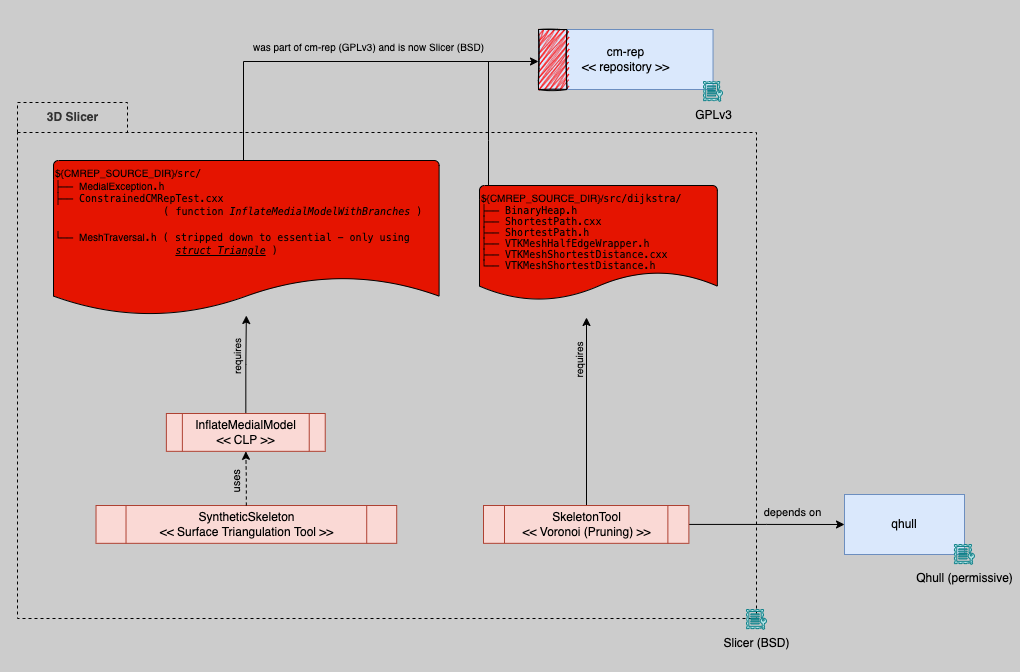 was part of cm-rep (GPLv3) and is now Slicer (BSD)
cm-rep
<< repository >>
GPLv3
3D Slicer
${CMREP_SOURCE_DIR}/src/
├── MedialException.h
├── ConstrainedCMRepTest.cxx
( function InflateMedialModelWithBranches )
└── MeshTraversal.h ( stripped down to essential – only using
struct Triangle )
${CMREP_SOURCE_DIR}/src/dijkstra/
├── BinaryHeap.h
├── ShortestPath.cxx
├── ShortestPath.h
├── VTKMeshHalfEdgeWrapper.h
├── VTKMeshShortestDistance.cxx
└── VTKMeshShortestDistance.h
requires
requires
InflateMedialModel
<< CLP >>
uses
SyntheticSkeleton
<< Surface Triangulation Tool >>
SkeletonTool
<< Voronoi (Pruning) >>
depends on
qhull
Qhull (permissive)
Slicer (BSD)